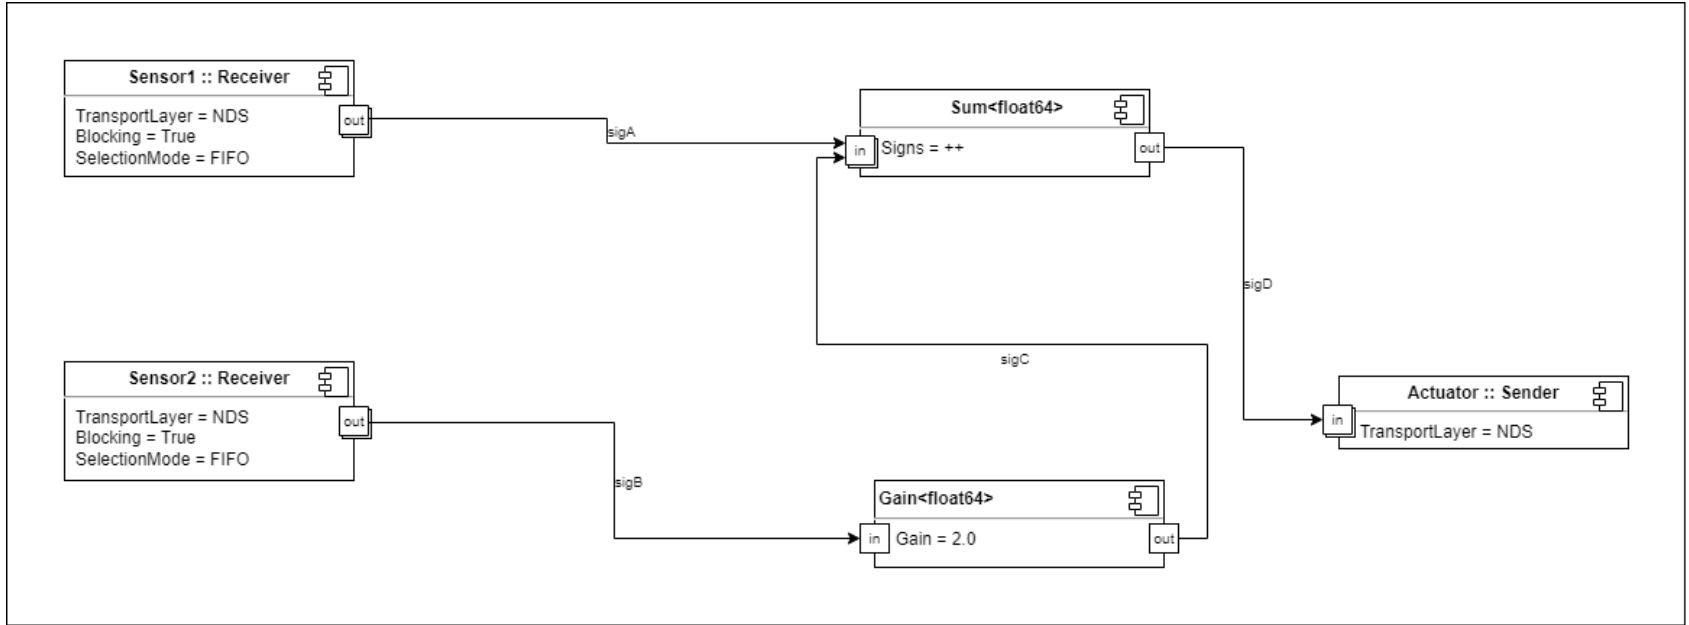 Sensor1 :: Receiver
TransportLayer = NDS
Blocking = True
SelectionMode = FIFO
out
sigA
Sum<float64>
in
Signs = ++
out
sigD
sigC
Sensor2 :: Receiver
TransportLayer = NDS
Blocking = True
SelectionMode = FIFO
out
sigB
Gain<float64>
in
Gain = 2.0
out
Actuator :: Sender
in
TransportLayer = NDS